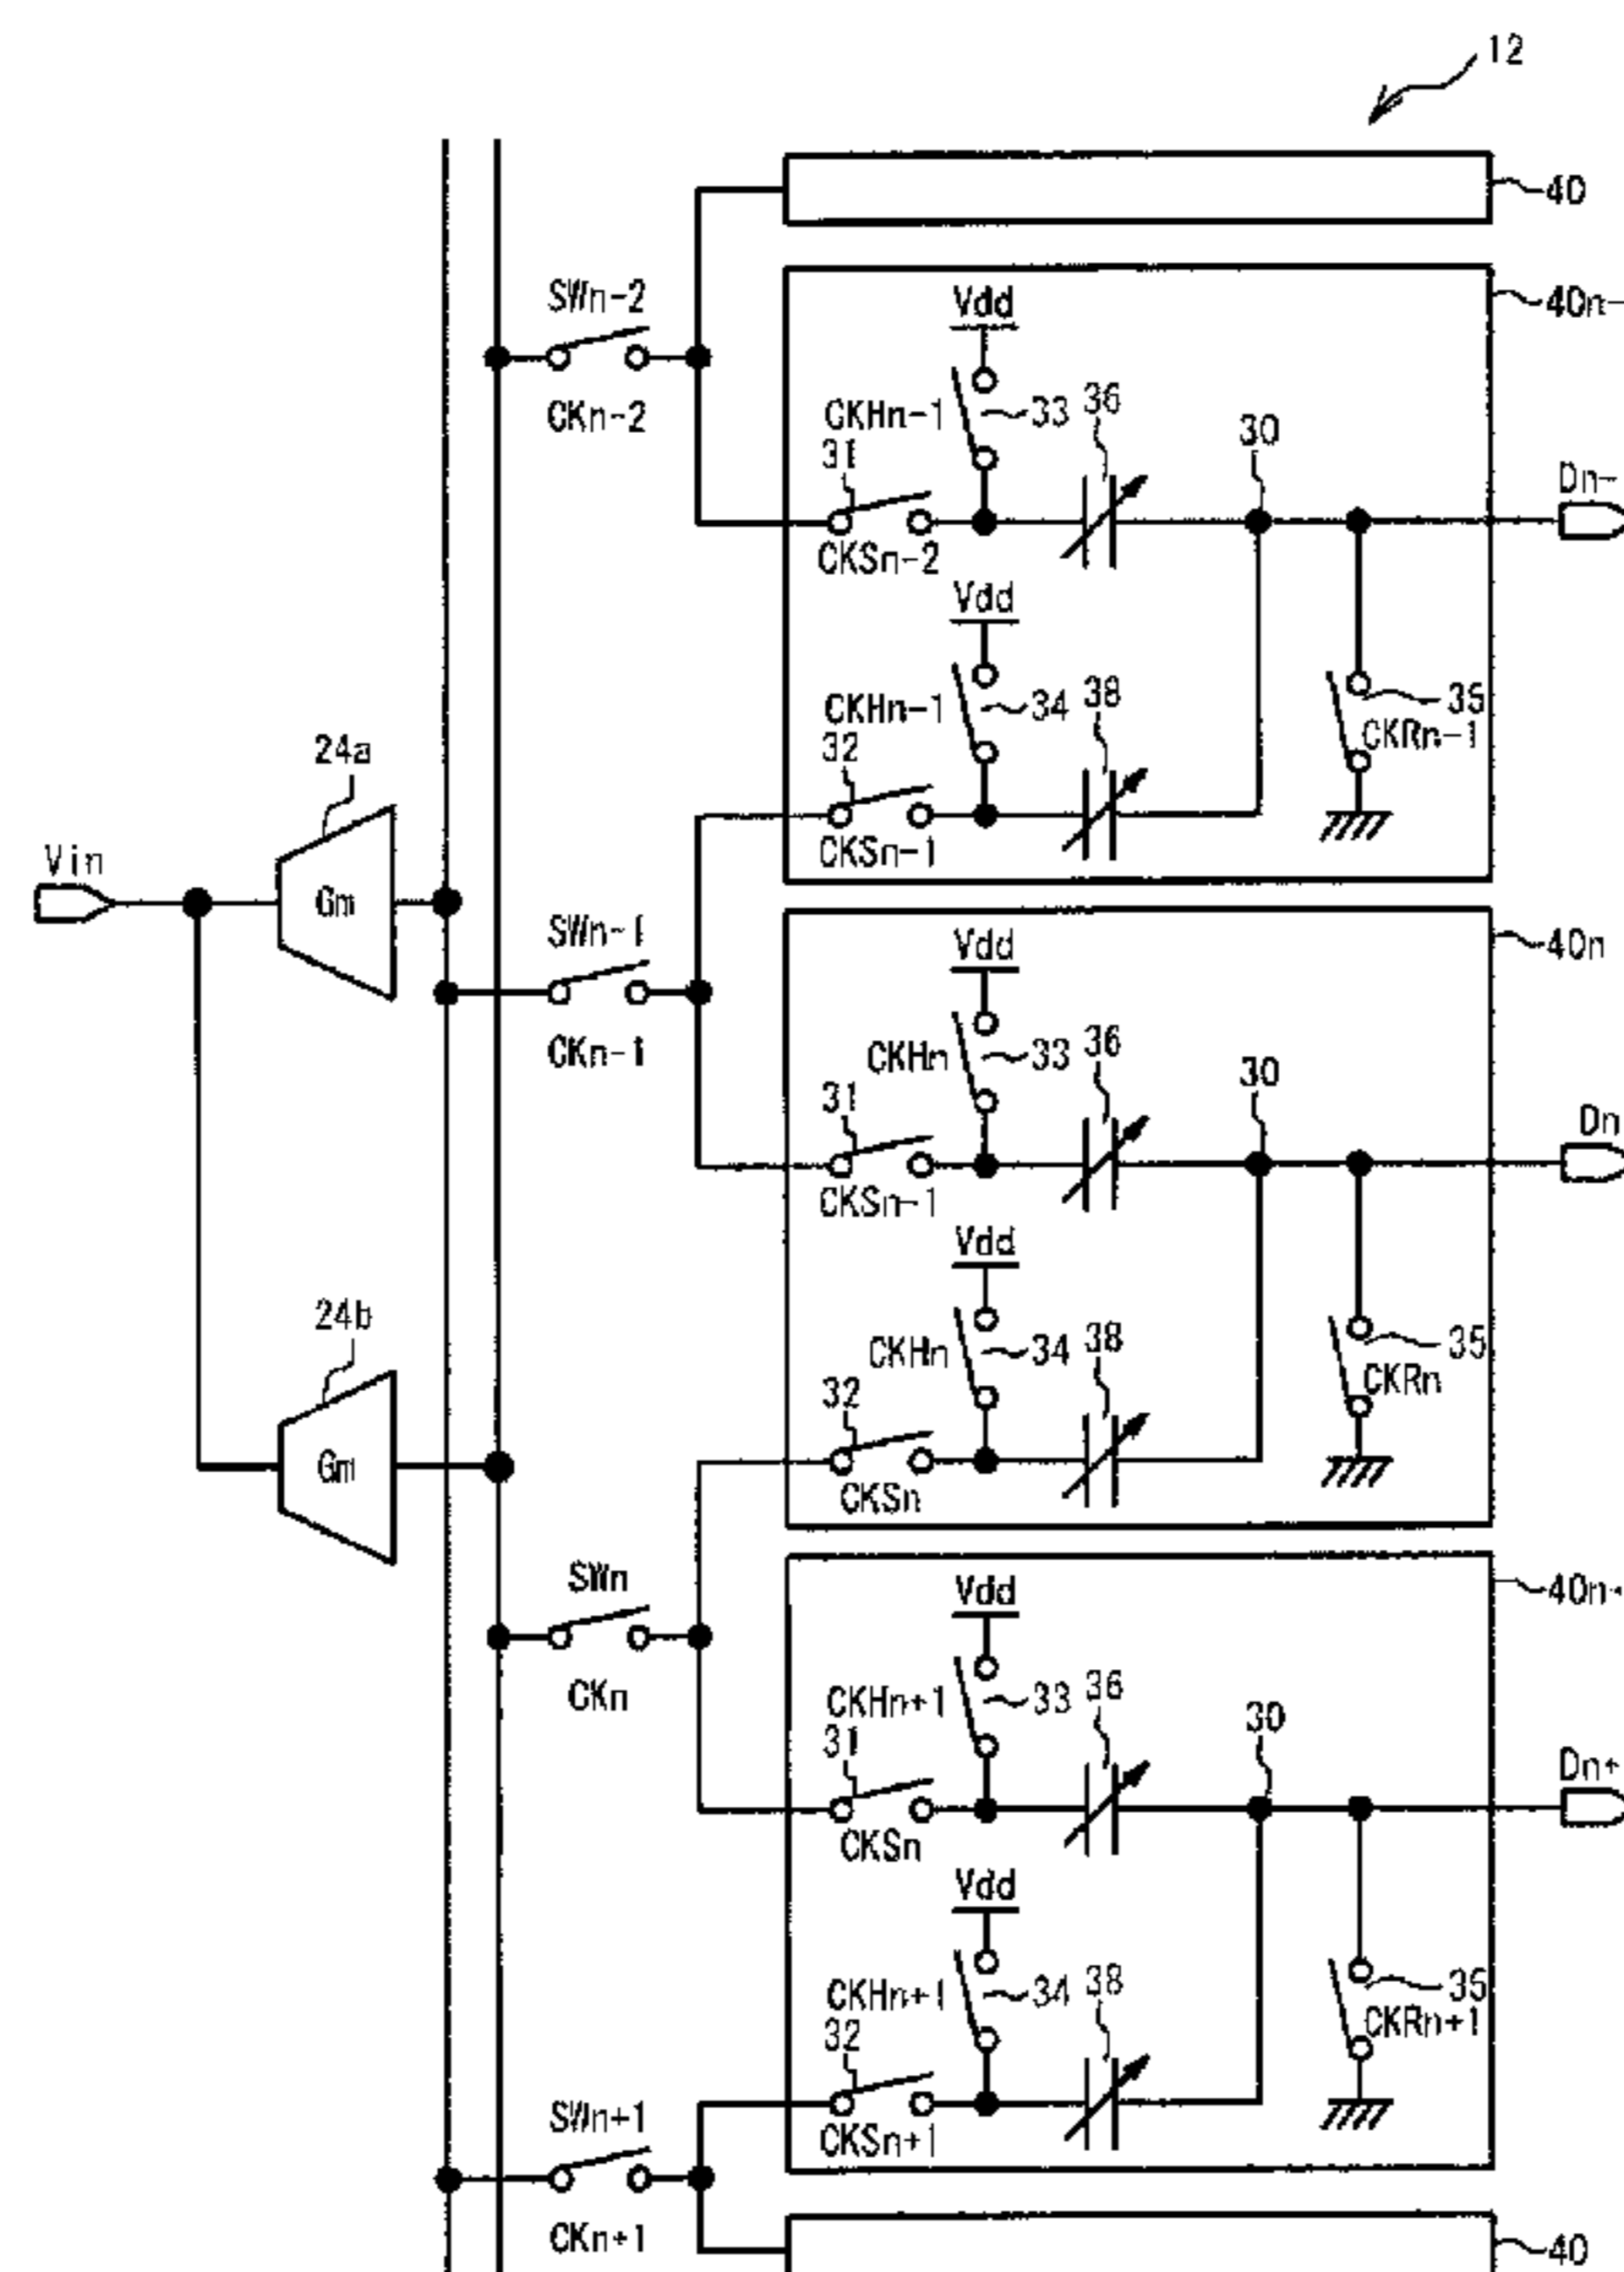 12
40
SWn-2
CKn-2
40n-
Vdd
CKHn-1
33
36
31
30
Dn-
CKSn-2
Vdd
CKHn-1
34
38
32
35
CKRn-1
CKSn-1
24a
Vin
Gm
SWn-1
CKn-1
40n
Vdd
CKHn
33
36
31
30
Dn
CKSn-1
Vdd
CKHn
34
38
32
35
CKRn
CKSn
24b
Gm
SWn
CKn
40n-
Vdd
CKHn+1
33
36
31
30
Dn+
CKSn
Vdd
CKHn+1
34
38
32
35
CKRn+1
CKSn+1
SWn+1
CKn+1
40